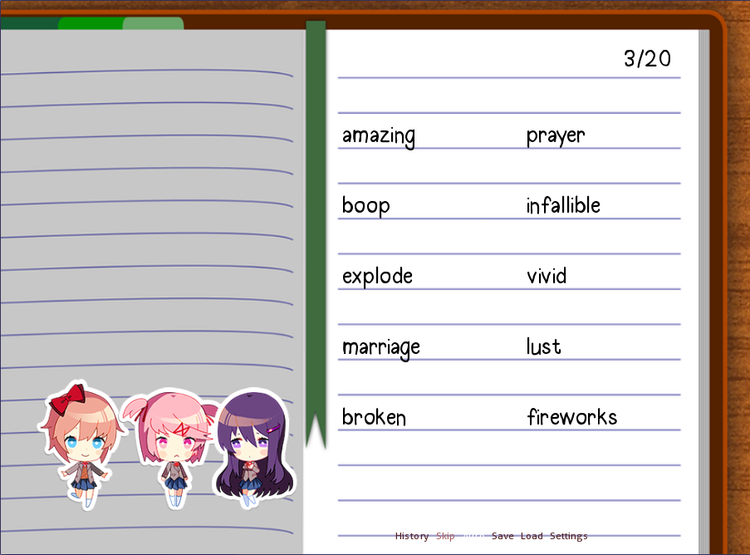 3/20
amazing prayer
boop infallible
explode vivid
marriage lust
broken fireworks
History Skip Save Load Settings